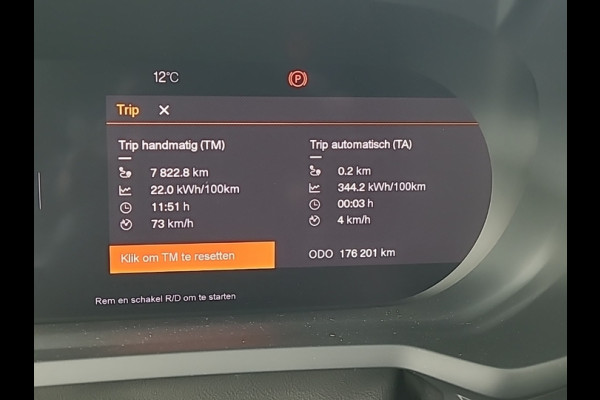 12°C
P
Trip
Trip handmatig (TM)
7 822.8 km
22.0 kWh/100km
11:51 h
73 km/h
Klik om TM te resetten
Trip automatisch (TA)
0.2 km
344.2 kWh/100km
00:03 h
4 km/h
ODO 176 201 km
Rem en schakel R/D om te starten